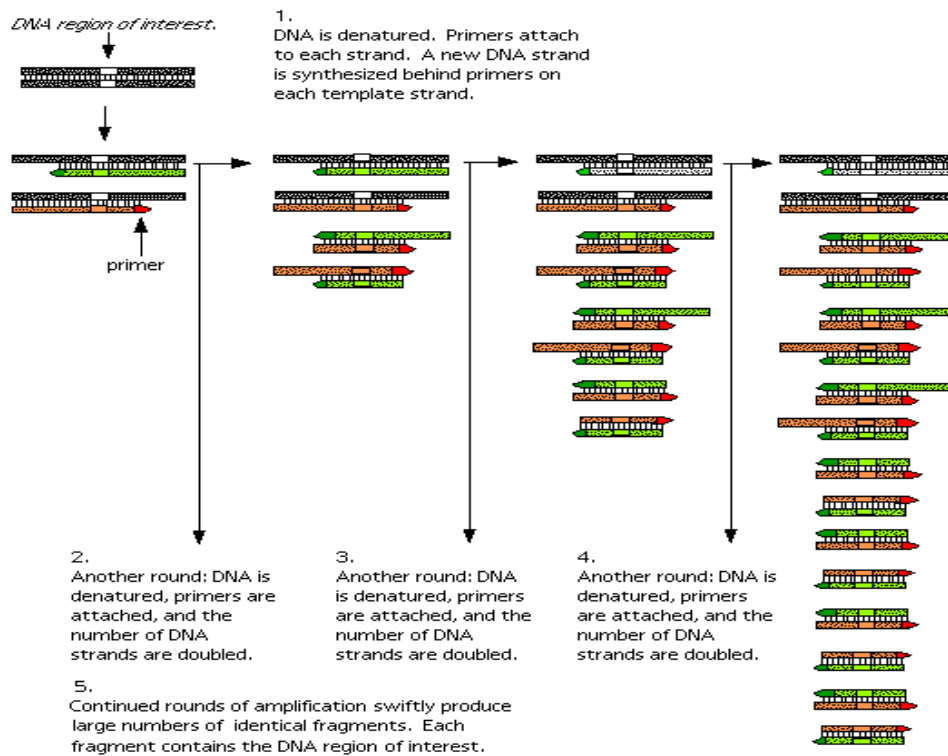 DNA region of interest.
1.
DNA is denatured. Primers attach
to each strand. A new DNA strand
is synthesized behind primers on
each template strand.
primer
2.
Another round: DNA is
denatured, primers are
attached, and the
number of DNA
strands are doubled.
3.
Another round: DNA
is denatured, primers
are attached, and the
number of DNA
strands are doubled.
4.
Another round: DNA is
denatured, primers
are attached, and the
number of DNA
strands are doubled.
5.
Continued rounds of amplification swiftly produce
large numbers of identical fragments. Each
fragment contains the DNA region of interest.